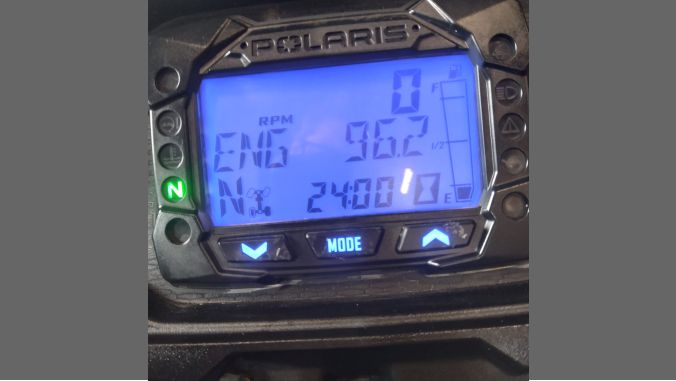 POLARIS
0
F
RPM
ENG 96.2
1/2
N 24:00
E
N
MODE